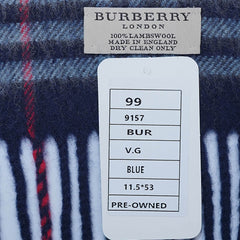 BURBERRY
LONDON
100% LAMBSWOOL
MADE IN ENGLAND
DRY CLEAN ONLY
99
9157
BUR
V.G
BLUE
11.5*53
PRE-OWNED